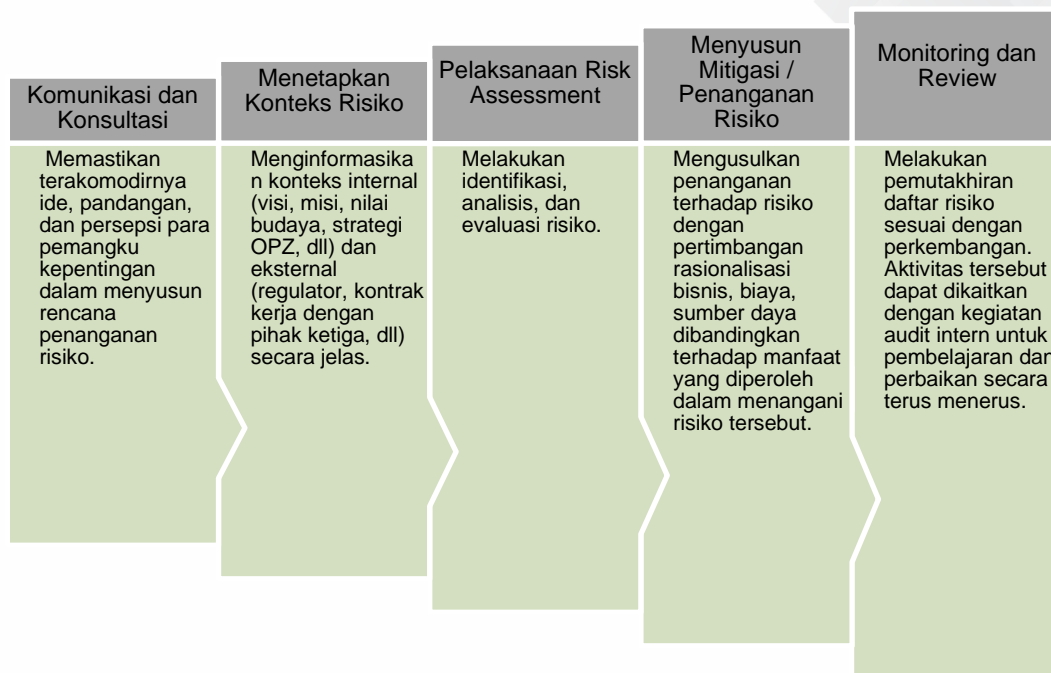 Komunikasi dan
Konsultasi
Memastikan
terakomodirnya
ide, pandangan,
dan persepsi para
pemangku
kepentingan
dalam menyusun
rencana
penanganan
risiko.
Menetapkan
Konteks Risiko
Menginformasika
n konteks internal
(visi, misi, nilai
budaya, strategi
OPZ, dll) dan
eksternal
(regulator, kontrak
kerja dengan
pihak ketiga, dll)
secara jelas.
Pelaksanaan Risk
Assessment
Melakukan
identifikasi,
analisis, dan
evaluasi risiko.
Menyusun
Mitigasi /
Penanganan
Risiko
Mengusulkan
penanganan
terhadap risiko
dengan
pertimbangan
rasionalisasi
bisnis, biaya,
sumber daya
dibandingkan
terhadap manfaat
yang diperoleh
dalam menangani
risiko tersebut.
Monitoring dan
Review
Melakukan
pemutakhiran
daftar risiko
sesuai dengan
perkembangan.
Aktivitas tersebut
dapat dikaitkan
dengan kegiatan
audit intern untuk
pembelajaran dan
perbaikan secara
terus menerus.